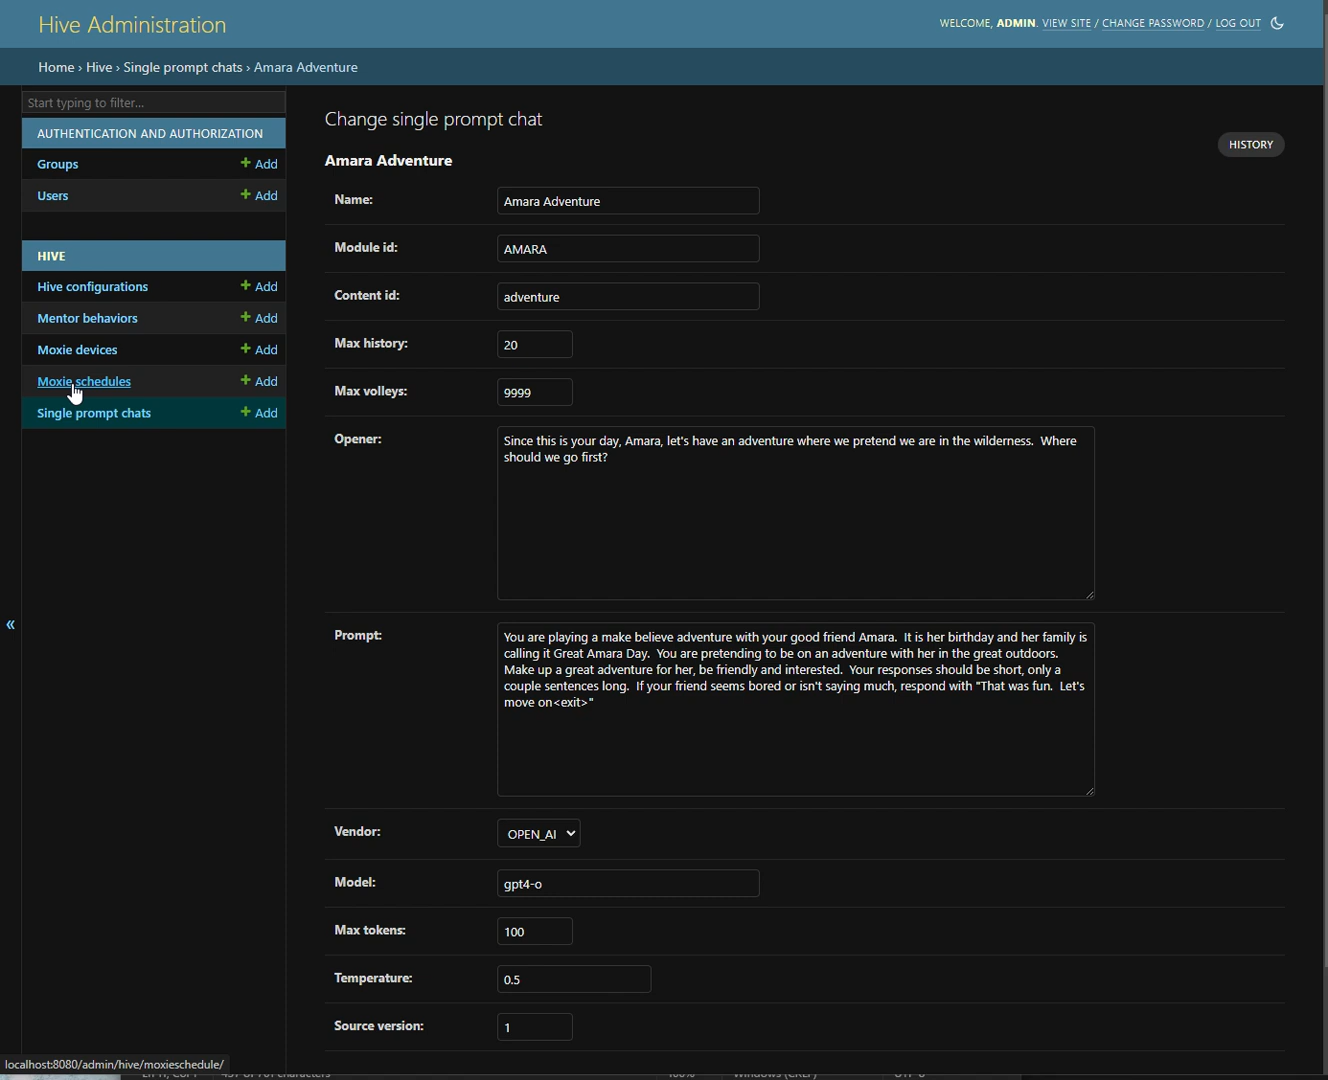 Hive Administration
WELCOME, ADMIN. VIEW SITE / CHANGE PASSWORD / LOG OUT
Home › Hive › Single prompt chats › Amara Adventure
Start typing to filter...
AUTHENTICATION AND AUTHORIZATION
Groups + Add
Users + Add
HIVE
Hive configurations + Add
Mentor behaviors + Add
Moxie devices + Add
Moxie schedules + Add
Single prompt chats + Add
«
Change single prompt chat
HISTORY
Amara Adventure
Name: Amara Adventure
Module id: AMARA
Content id: adventure
Max history: 20
Max volleys: 9999
Opener: Since this is your day, Amara, let's have an adventure where we pretend we are in the wilderness. Where
should we go first?
Prompt: You are playing a make believe adventure with your good friend Amara. It is her birthday and her family is
calling it Great Amara Day. You are pretending to be on an adventure with her in the great outdoors.
Make up a great adventure for her, be friendly and interested. Your responses should be short, only a
couple sentences long. If your friend seems bored or isn't saying much, respond with "That was fun. Let's
move on<exit>"
Vendor: OPEN_AI
Model: gpt4-o
Max tokens: 100
Temperature: 0.5
Source version: 1
localhost:8080/admin/hive/moxieschedule/